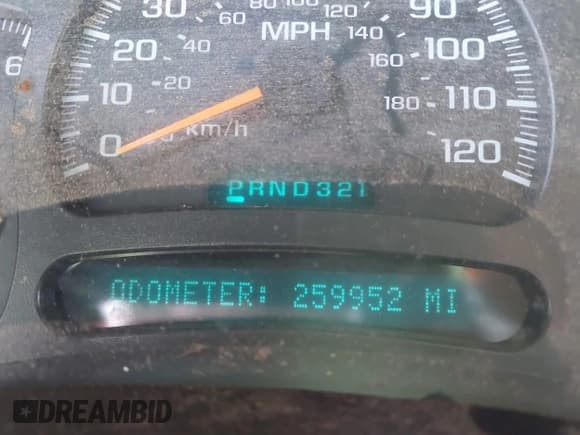 30 60 80 100 120 90
20 40 MPH 140 100
6 10 20 160
180 110
0 km/h 120
PRND321
ODOMETER: 259952 MI
DREAMBID